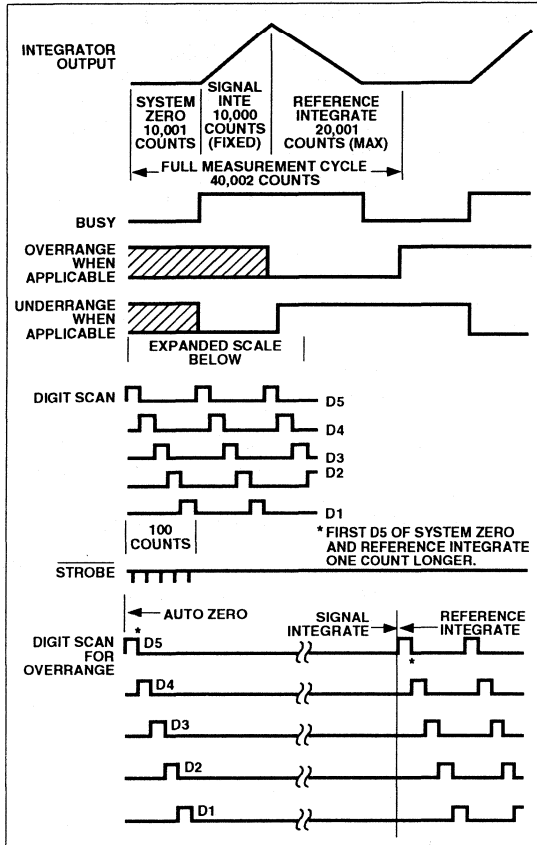 INTEGRATOR
OUTPUT
SYSTEM
ZERO
10,001
COUNTS
SIGNAL
INTE
10,000
COUNTS
(FIXED)
REFERENCE
INTEGRATE
20,001
COUNTS (MAX)
FULL MEASUREMENT CYCLE
40,002 COUNTS
BUSY
OVERRANGE
WHEN
APPLICABLE
UNDERRANGE
WHEN
APPLICABLE
EXPANDED SCALE
BELOW
DIGIT SCAN
D5
D4
D3
D2
D1
100
COUNTS
* FIRST D5 OF SYSTEM ZERO
AND REFERENCE INTEGRATE
ONE COUNT LONGER.
STROBE
AUTO ZERO
SIGNAL
INTEGRATE
REFERENCE
INTEGRATE
DIGIT SCAN
FOR
OVERRANGE
* D5
*
D4
D3
D2
D1